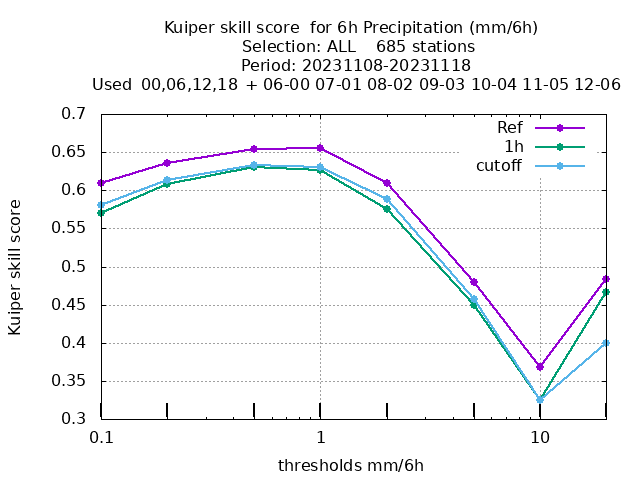 Kuiper skill score  for 6h Precipitation (mm/6h)
Selection: ALL    685 stations
Period: 20231108-20231118
Used  00,06,12,18  + 06-00 07-01 08-02 09-03 10-04 11-05 12-06
Ref
1h
cutoff
Kuiper skill score
0.7
0.65
0.6
0.55
0.5
0.45
0.4
0.35
0.3
0.1 1 10
thresholds mm/6h